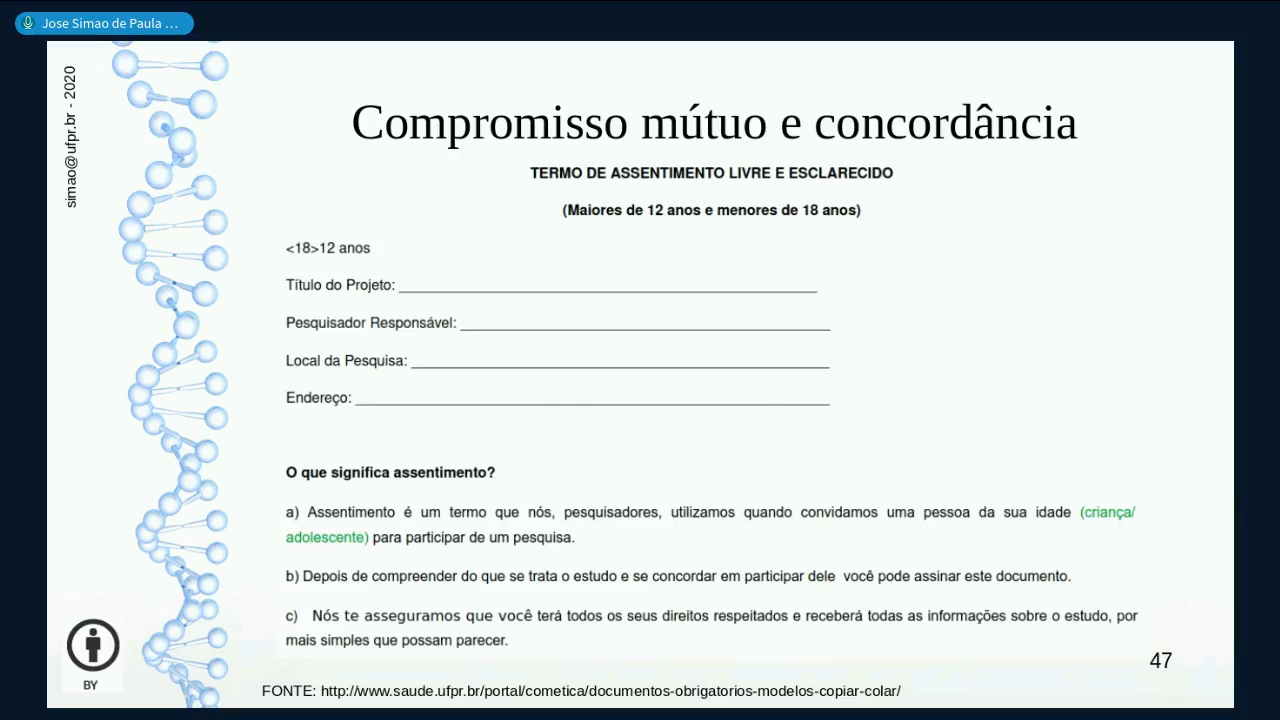 Jose Simao de Paula ...
simao@ufpr.br - 2020
Compromisso mútuo e concordância
TERMO DE ASSENTIMENTO LIVRE E ESCLARECIDO
(Maiores de 12 anos e menores de 18 anos)
<18>12 anos
Título do Projeto:
Pesquisador Responsável:
Local da Pesquisa:
Endereço:
O que significa assentimento?
a) Assentimento é um termo que nós, pesquisadores, utilizamos quando convidamos uma pessoa da sua idade (criança/
adolescente) para participar de um pesquisa.
b) Depois de compreender do que se trata o estudo e se concordar em participar dele você pode assinar este documento.
c) Nós te asseguramos que você terá todos os seus direitos respeitados e receberá todas as informações sobre o estudo, por
mais simples que possam parecer.
47
BY
FONTE: http://www.saude.ufpr.br/portal/cometica/documentos-obrigatorios-modelos-copiar-colar/